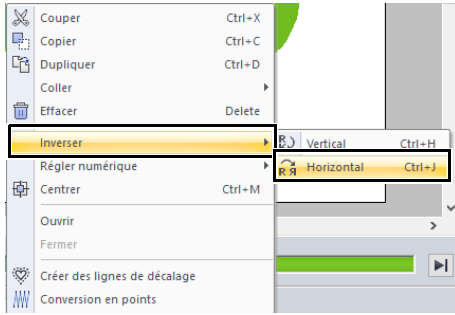 Couper Ctrl+X
Copier Ctrl+C
Dupliquer Ctrl+D
Coller
Effacer Delete
Inverser
Vertical Ctrl+H
Régler numérique
Horizontal Ctrl+J
Centrer Ctrl+M
Ouvrir
Fermer
Créer des lignes de décalage
Conversion en points